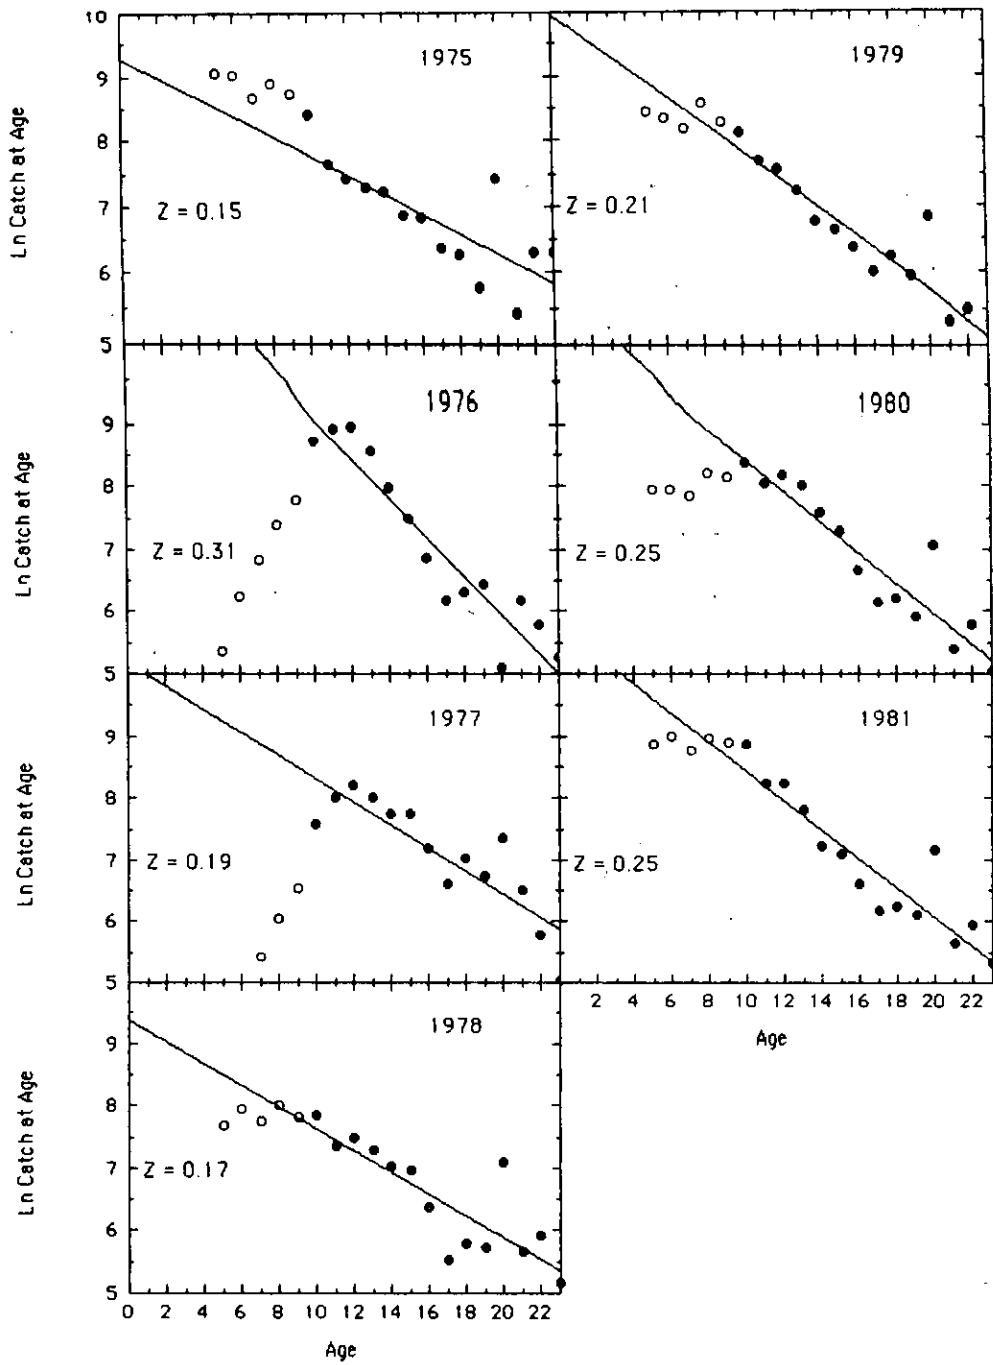 10
9
8
7
6
5
Ln Catch at Age
1975
Z = 0.15
1979
Z = 0.21
9
8
7
6
5
Ln Catch at Age
1976
Z = 0.31
1980
Z = 0.25
9
8
7
6
5
Ln Catch at Age
1977
Z = 0.19
1981
Z = 0.25
2 4 6 8 10 12 14 16 18 20 22
Age
9
8
7
6
5
Ln Catch at Age
1978
Z = 0.17
0 2 4 6 8 10 12 14 16 18 20 22
Age